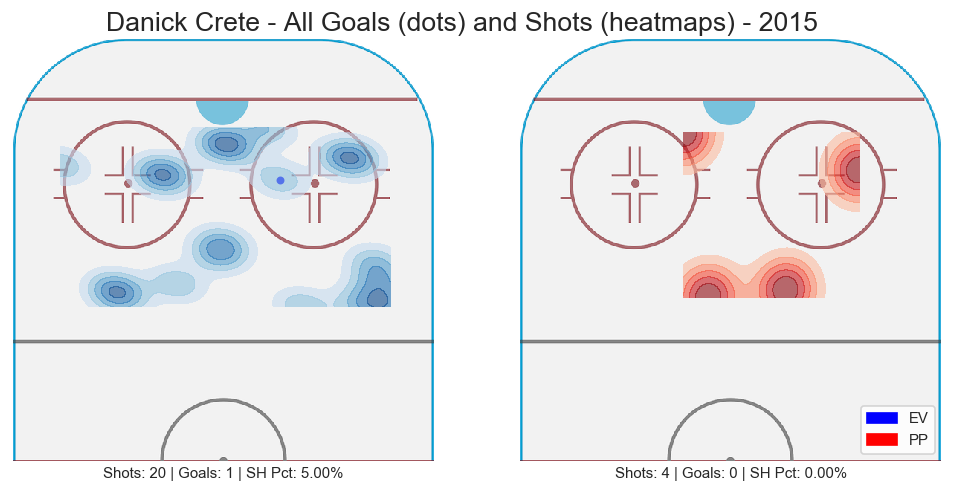 Danick Crete - All Goals (dots) and Shots (heatmaps) - 2015
EV
PP
Shots: 20 | Goals: 1 | SH Pct: 5.00%
Shots: 4 | Goals: 0 | SH Pct: 0.00%